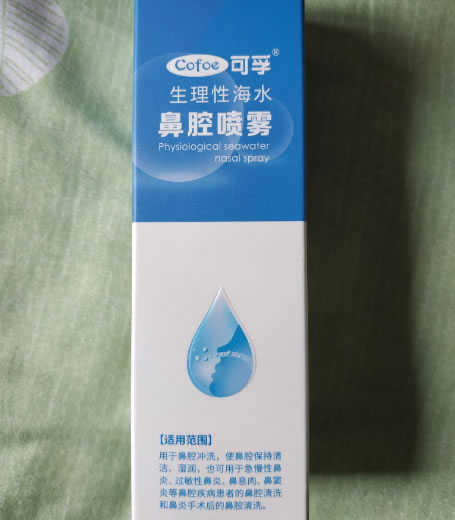 Cofoe 可孚®
生理性海水
鼻腔喷雾
Physiological seawater
nasal spray
【适用范围】
用于鼻腔冲洗，使鼻腔保持清
洁、湿润，也可用于急慢性鼻
炎、过敏性鼻炎、鼻息肉、鼻窦
炎等鼻腔疾病患者的鼻腔清洗
和鼻炎手术后的鼻腔清洗。